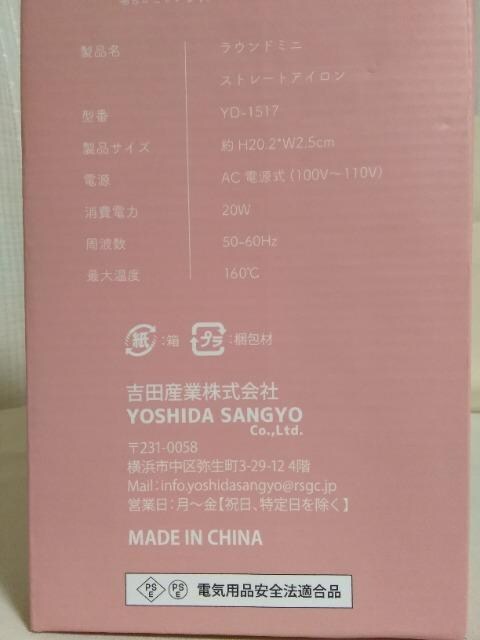 製品名 ラウンドミニ
ストレートアイロン
型番 YD-1517
製品サイズ 約 H20.2*W2.5cm
電源 AC 電源式 (100V〜110V)
消費電力 20W
周波数 50-60Hz
最大温度 160℃
紙:箱 プラ:梱包材
吉田産業株式会社
YOSHIDA SANGYO
Co.,Ltd.
〒231-0058
横浜市中区弥生町3-29-12 4階
Mail : info.yoshidasangyo@rsgc.jp
営業日:月〜金【祝日、特定日を除く】
MADE IN CHINA
PSE PSE 電気用品安全法適合品